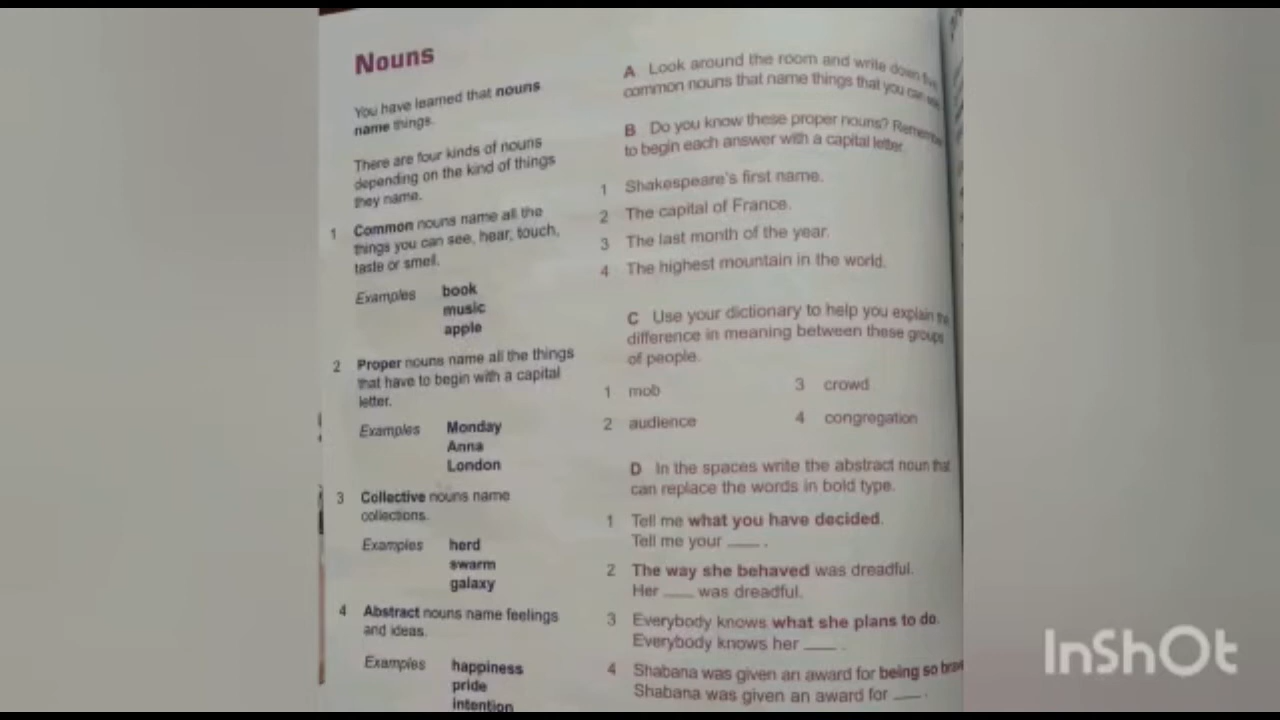 Nouns
You have learned that nouns
name things.
There are four kinds of nouns
depending on the kind of things
they name.
1 Common nouns name all the
things you can see, hear, touch,
taste or smell.
Examples book
music
apple
2 Proper nouns name all the things
that have to begin with a capital
letter.
Examples Monday
Anna
London
3 Collective nouns name
collections.
Examples herd
swarm
galaxy
4 Abstract nouns name feelings
and ideas.
Examples happiness
pride
intention
A Look around the room and write down five
common nouns that name things that you can see
B Do you know these proper nouns? Remember
to begin each answer with a capital letter.
1 Shakespeare's first name.
2 The capital of France.
3 The last month of the year.
4 The highest mountain in the world.
C Use your dictionary to help you explain the
difference in meaning between these groups
of people.
1 mob 3 crowd
2 audience 4 congregation
D In the spaces write the abstract noun that
can replace the words in bold type.
1 Tell me what you have decided.
Tell me your ____ .
2 The way she behaved was dreadful.
Her ____ was dreadful.
3 Everybody knows what she plans to do.
Everybody knows her ____ .
4 Shabana was given an award for being so brave
Shabana was given an award for ____ .
InShOt